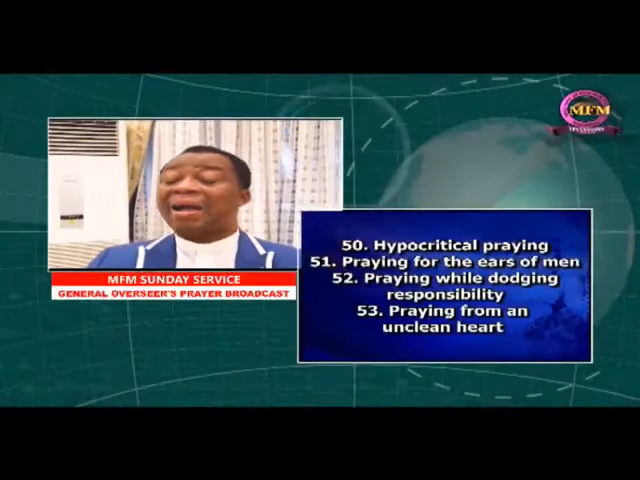 MFM
MFM SUNDAY SERVICE
GENERAL OVERSEER'S PRAYER BROADCAST
50. Hypocritical praying
51. Praying for the ears of men
52. Praying while dodging
responsibility
53. Praying from an
unclean heart